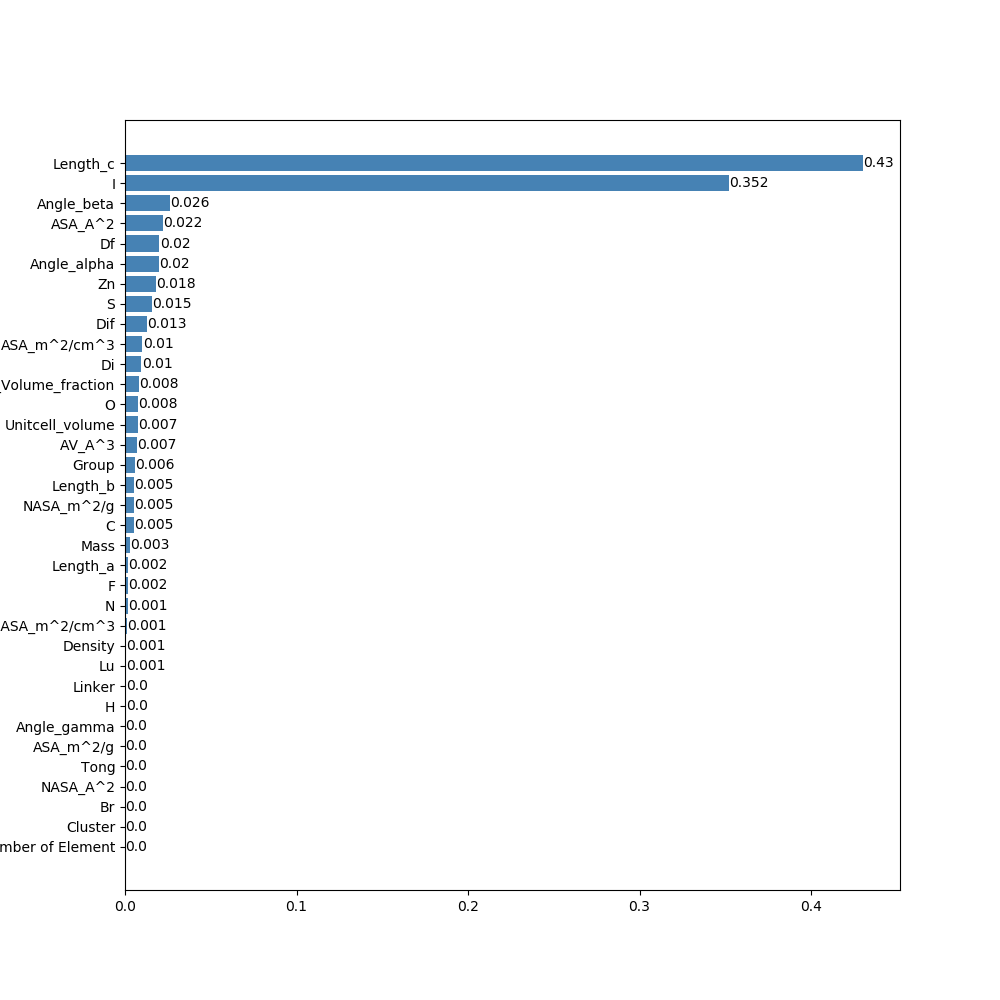 Length_c 0.43
I 0.352
Angle_beta 0.026
ASA_A^2 0.022
Df 0.02
Angle_alpha 0.02
Zn 0.018
S 0.015
Dif 0.013
ASA_m^2/cm^3 0.01
Di 0.01
_Volume_fraction 0.008
O 0.008
Unitcell_volume 0.007
AV_A^3 0.007
Group 0.006
Length_b 0.005
NASA_m^2/g 0.005
C 0.005
Mass 0.003
Length_a 0.002
F 0.002
N 0.001
ASA_m^2/cm^3 0.001
Density 0.001
Lu 0.001
Linker 0.0
H 0.0
Angle_gamma 0.0
ASA_m^2/g 0.0
Tong 0.0
NASA_A^2 0.0
Br 0.0
Cluster 0.0
mber of Element 0.0
0.0 0.1 0.2 0.3 0.4